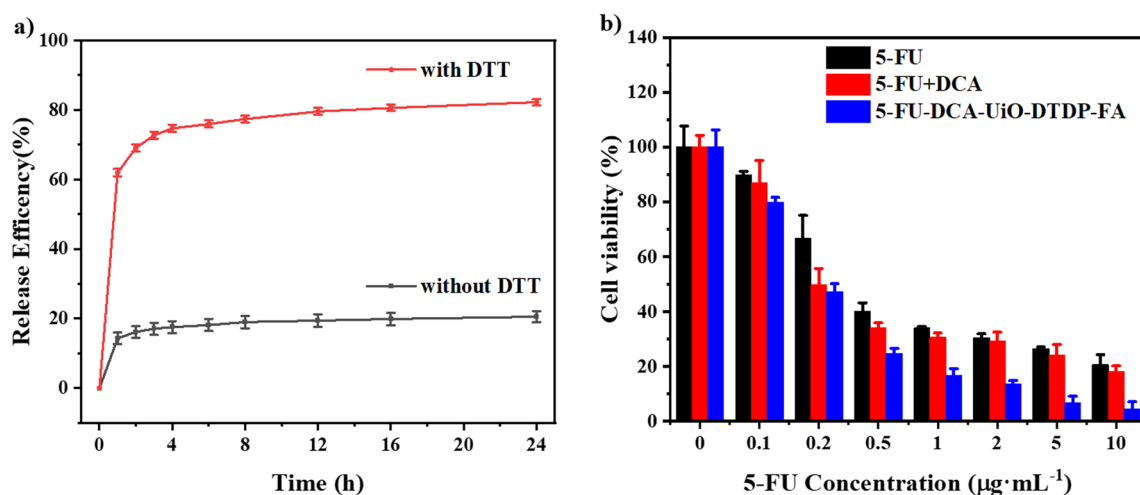 a)
100
80
60
40
20
0
Release Efficency(%)
with DTT
without DTT
0
4
8
12
16
20
24
Time (h)
b)
140
120
100
80
60
40
20
0
Cell viability (%)
5-FU
5-FU+DCA
5-FU-DCA-UiO-DTDP-FA
0
0.1
0.2
0.5
1
2
5
10
5-FU Concentration (μg·mL⁻¹)